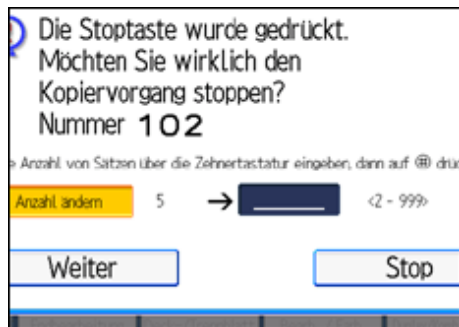 Die Stoptaste wurde gedrückt.
Möchten Sie wirklich den
Kopiervorgang stoppen?
Nummer 102
Anzahl von Sätzen über die Zehnertastatur eingeben, dann auf (#) drüc
Anzahl ändern 5 → <2 - 999>
Weiter Stop